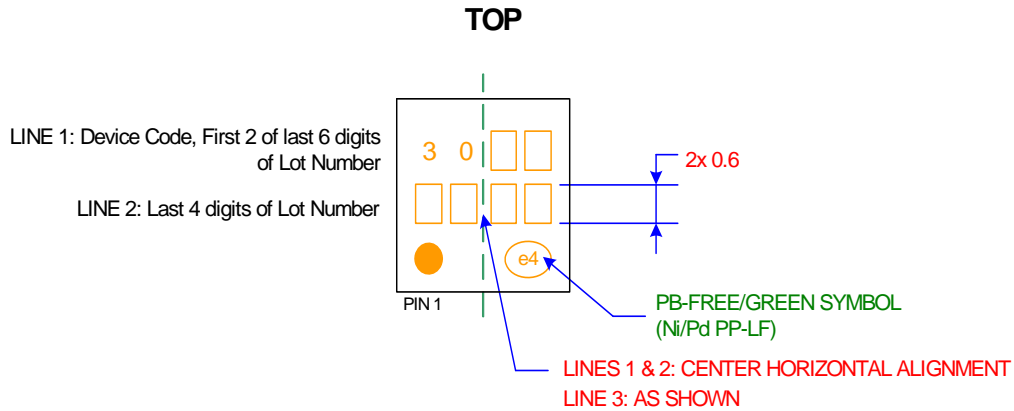 TOP
LINE 1: Device Code, First 2 of last 6 digits
of Lot Number
3 0
2x 0.6
LINE 2: Last 4 digits of Lot Number
e4
PIN 1
PB-FREE/GREEN SYMBOL
(Ni/Pd PP-LF)
LINES 1 & 2: CENTER HORIZONTAL ALIGNMENT
LINE 3: AS SHOWN